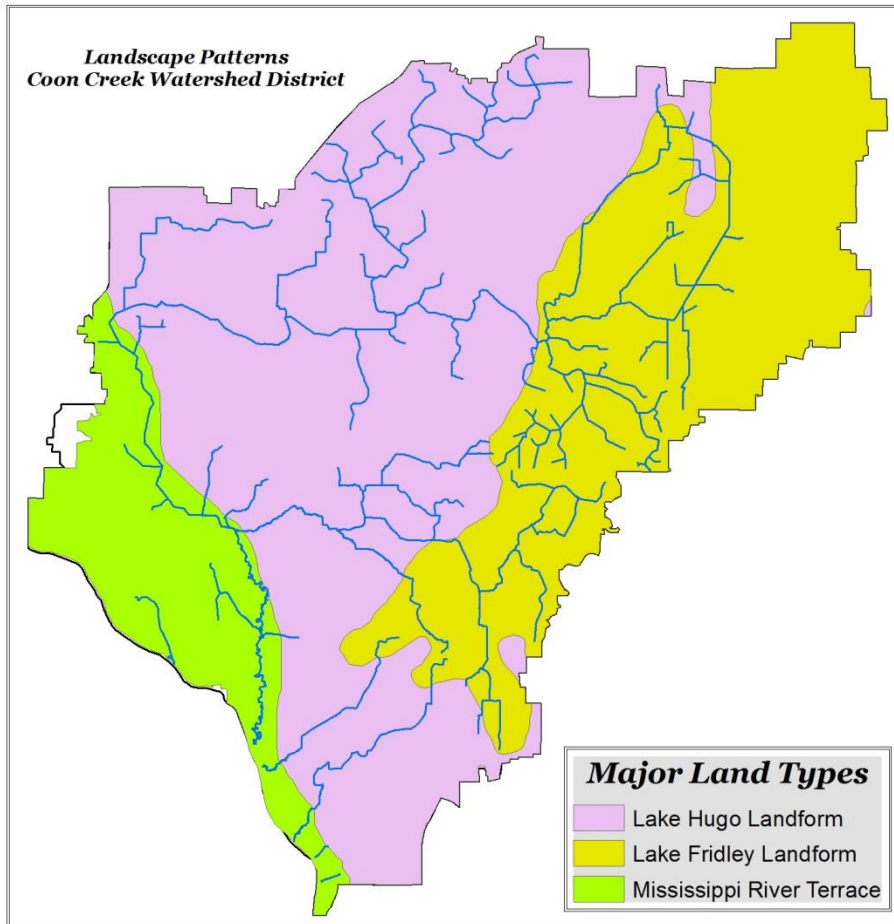 Landscape Patterns
Coon Creek Watershed District
Major Land Types
Lake Hugo Landform
Lake Fridley Landform
Mississippi River Terrace